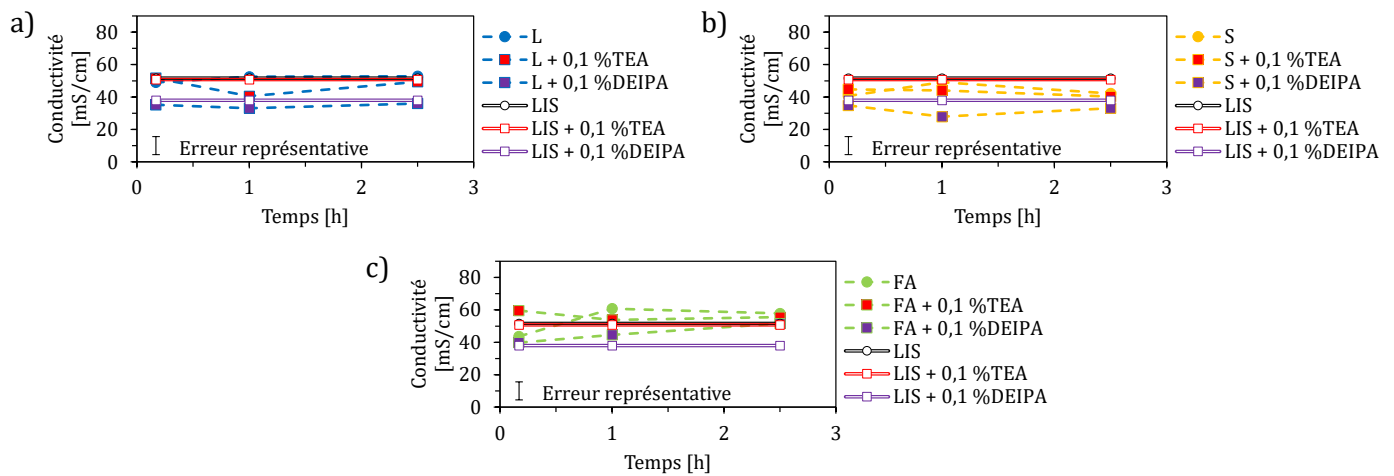 a)
Conductivité
[mS/cm]
80
60
40
20
0
0
1
2
3
Temps [h]
Erreur représentative
L
L + 0,1 %TEA
L + 0,1 %DEIPA
LIS
LIS + 0,1 %TEA
LIS + 0,1 %DEIPA
b)
Conductivité
[mS/cm]
80
60
40
20
0
0
1
2
3
Temps [h]
Erreur représentative
S
S + 0,1 %TEA
S + 0,1 %DEIPA
LIS
LIS + 0,1 %TEA
LIS + 0,1 %DEIPA
c)
Conductivité
[mS/cm]
80
60
40
20
0
0
1
2
3
Temps [h]
Erreur représentative
FA
FA + 0,1 %TEA
FA + 0,1 %DEIPA
LIS
LIS + 0,1 %TEA
LIS + 0,1 %DEIPA